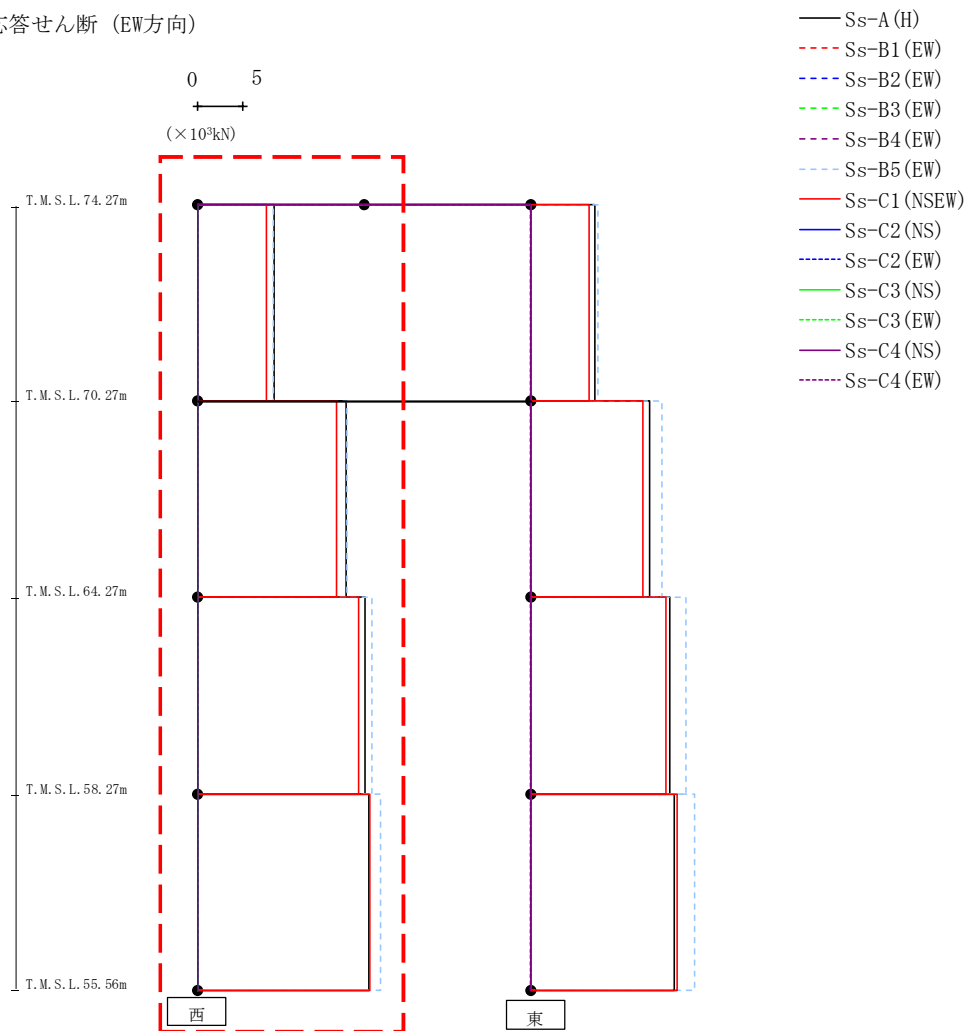 応答せん断 (EW方向)
0 5
(×10³kN)
T.M.S.L.74.27m
T.M.S.L.70.27m
T.M.S.L.64.27m
T.M.S.L.58.27m
T.M.S.L.55.56m
西
東
Ss-A(H)
Ss-B1(EW)
Ss-B2(EW)
Ss-B3(EW)
Ss-B4(EW)
Ss-B5(EW)
Ss-C1(NSEW)
Ss-C2(NS)
Ss-C2(EW)
Ss-C3(NS)
Ss-C3(EW)
Ss-C4(NS)
Ss-C4(EW)